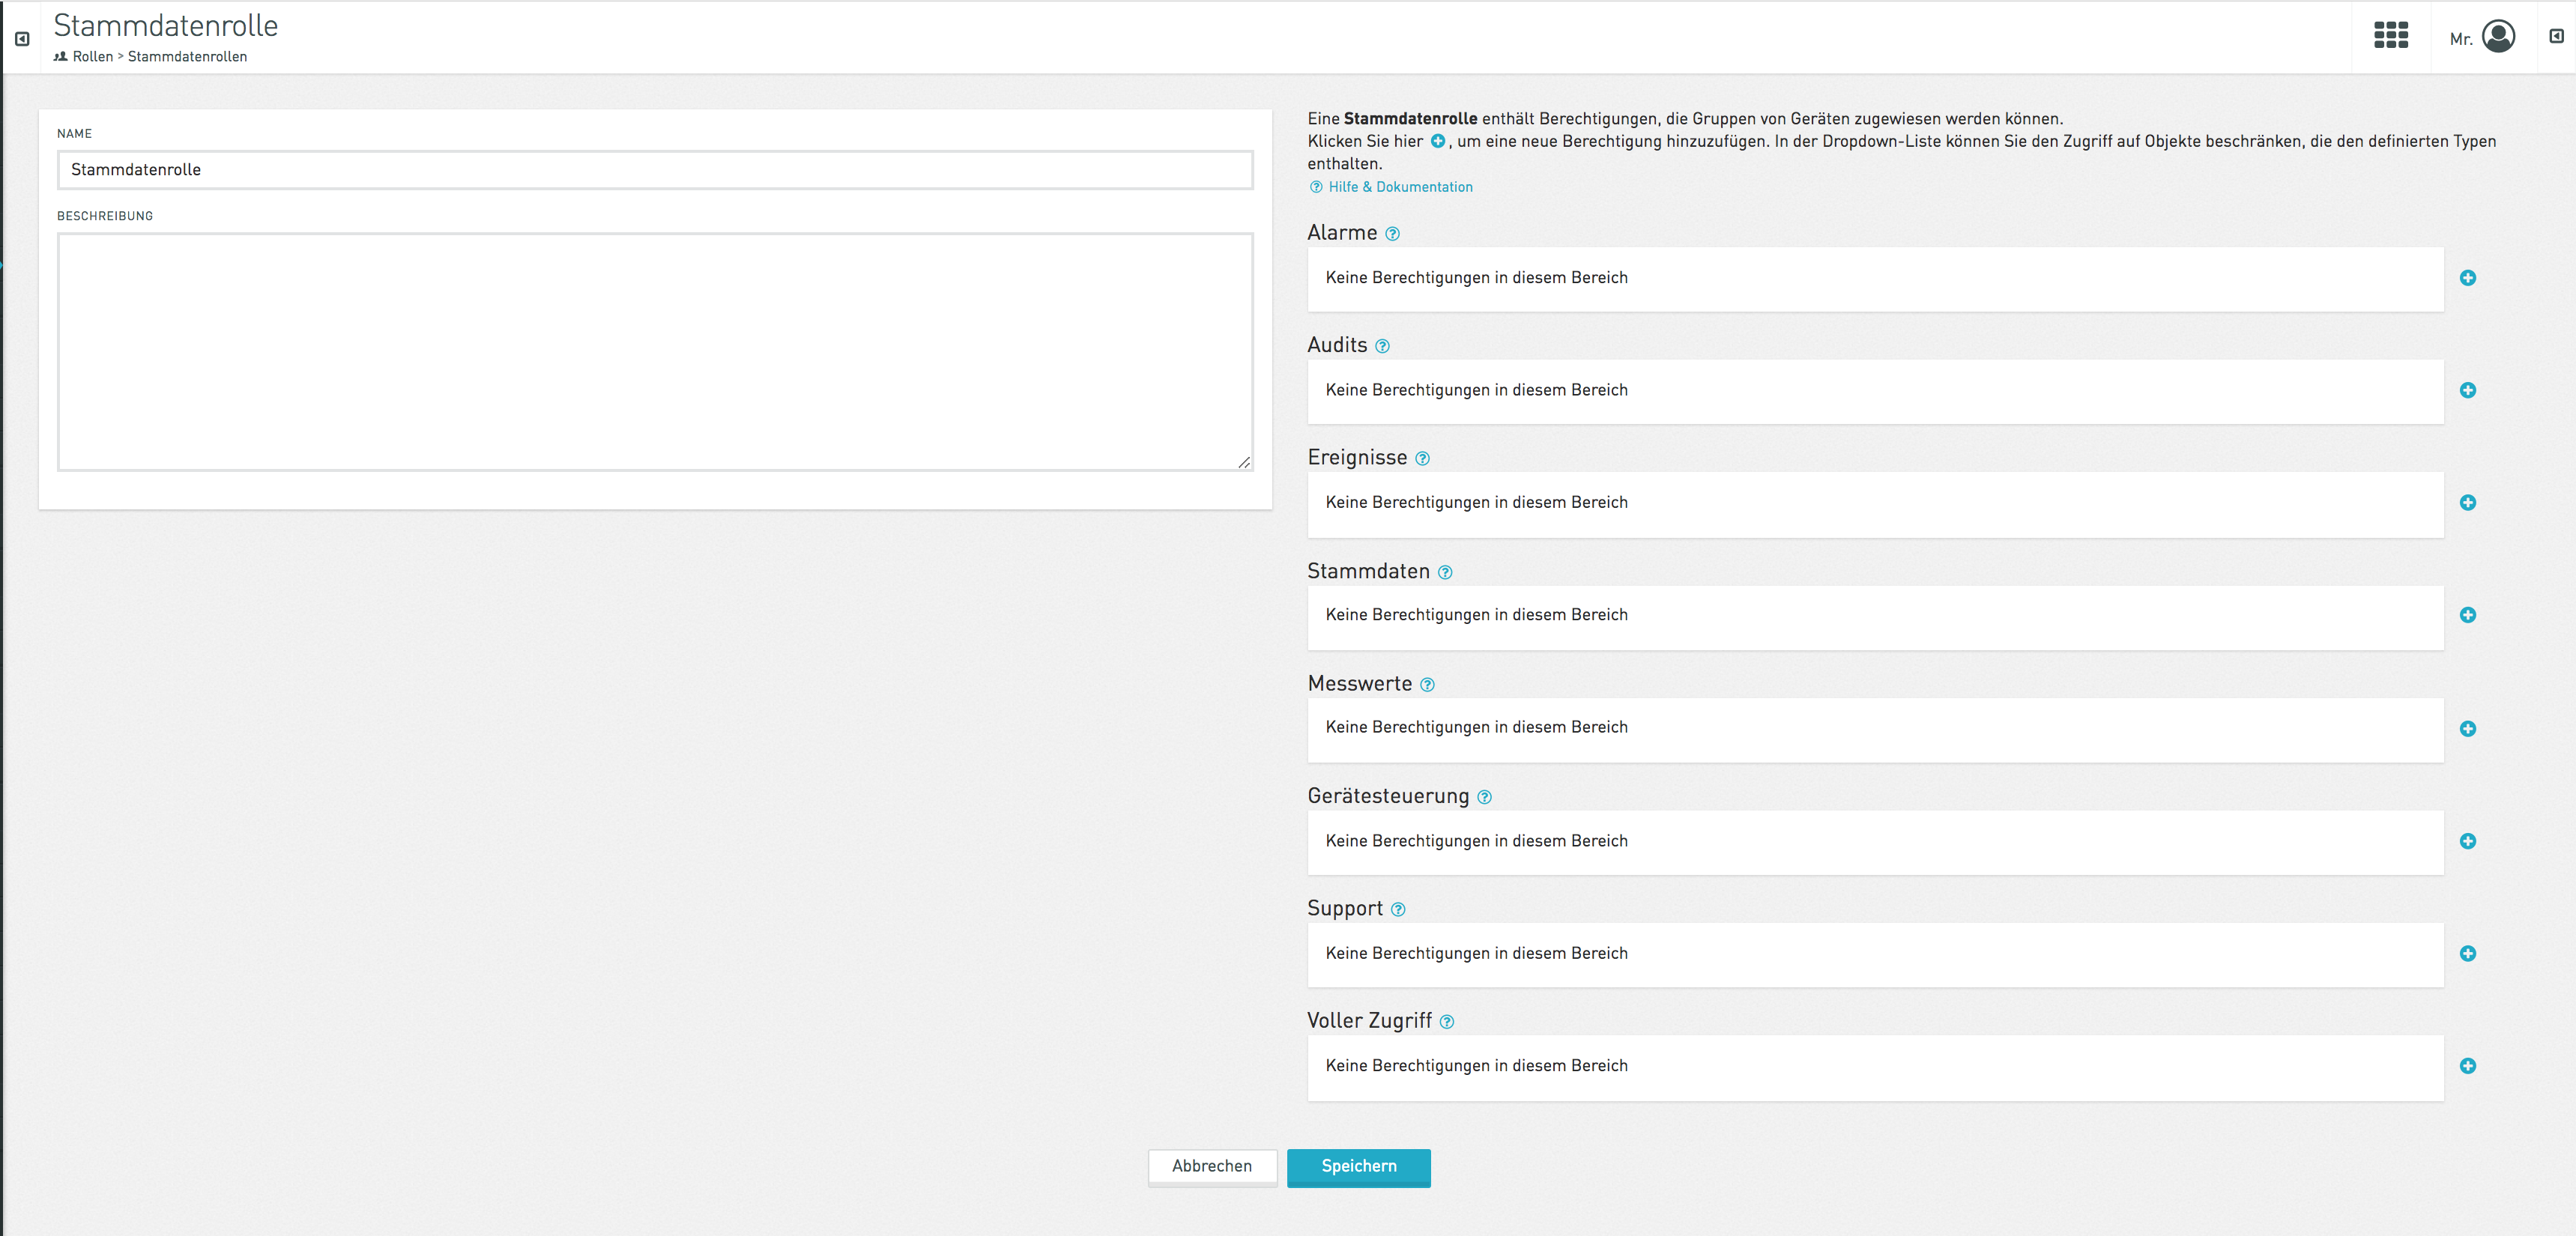 Stammdatenrolle
Rollen > Stammdatenrollen
Mr.
NAME
Stammdatenrolle
BESCHREIBUNG
Eine Stammdatenrolle enthält Berechtigungen, die Gruppen von Geräten zugewiesen werden können.
Klicken Sie hier , um eine neue Berechtigung hinzuzufügen. In der Dropdown-Liste können Sie den Zugriff auf Objekte beschränken, die den definierten Typen
enthalten.
Hilfe & Dokumentation
Alarme
Keine Berechtigungen in diesem Bereich
Audits
Keine Berechtigungen in diesem Bereich
Ereignisse
Keine Berechtigungen in diesem Bereich
Stammdaten
Keine Berechtigungen in diesem Bereich
Messwerte
Keine Berechtigungen in diesem Bereich
Gerätesteuerung
Keine Berechtigungen in diesem Bereich
Support
Keine Berechtigungen in diesem Bereich
Voller Zugriff
Keine Berechtigungen in diesem Bereich
Abbrechen
Speichern